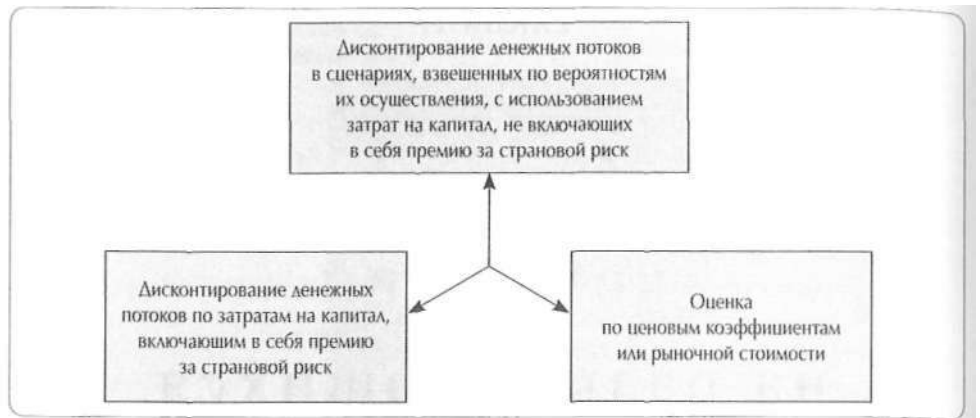 Дисконтирование денежных потоков
в сценариях, взвешенных по вероятностям
их осуществления, с использованием
затрат на капитал, не включающих
в себя премию за страновой риск
Дисконтирование денежных
потоков по затратам на капитал,
включающим в себя премию
за страновой риск
Оценка
по ценовым коэффициентам
или рыночной стоимости